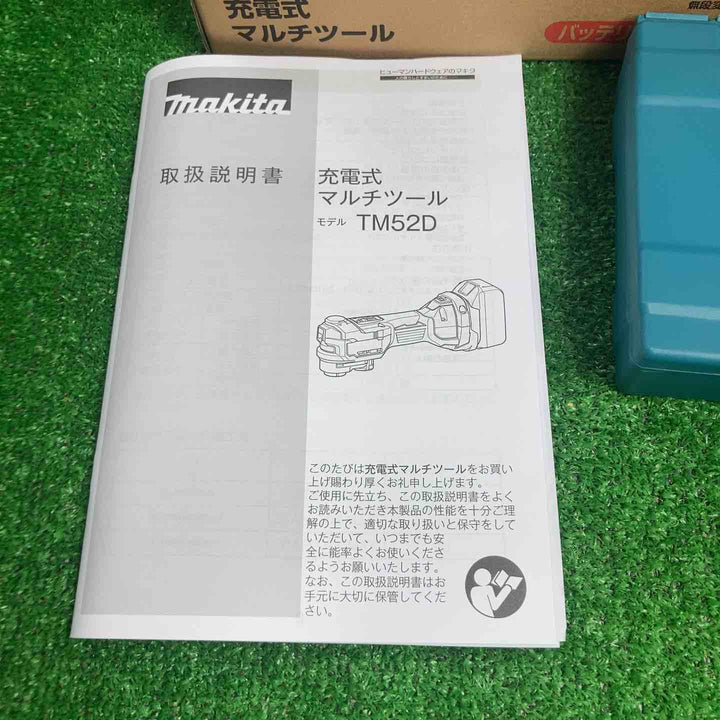 充電式
マルチツール
バッテリ
ヒューマンハードウェアのマキタ
makita
取扱説明書
充電式
マルチツール
モデル TM52D
このたびは充電式マルチツールをお買い
上げ賜わり厚くお礼申し上げます。
ご使用に先立ち、この取扱説明書をよく
お読みいただき本製品の性能を十分ご理
解の上で、適切な取り扱いと保守をして
いただいて、いつまでも安
全に能率よくお使いくださ
るようお願いいたします。
なお、この取扱説明書はお
手元に大切に保管してくだ
さい。